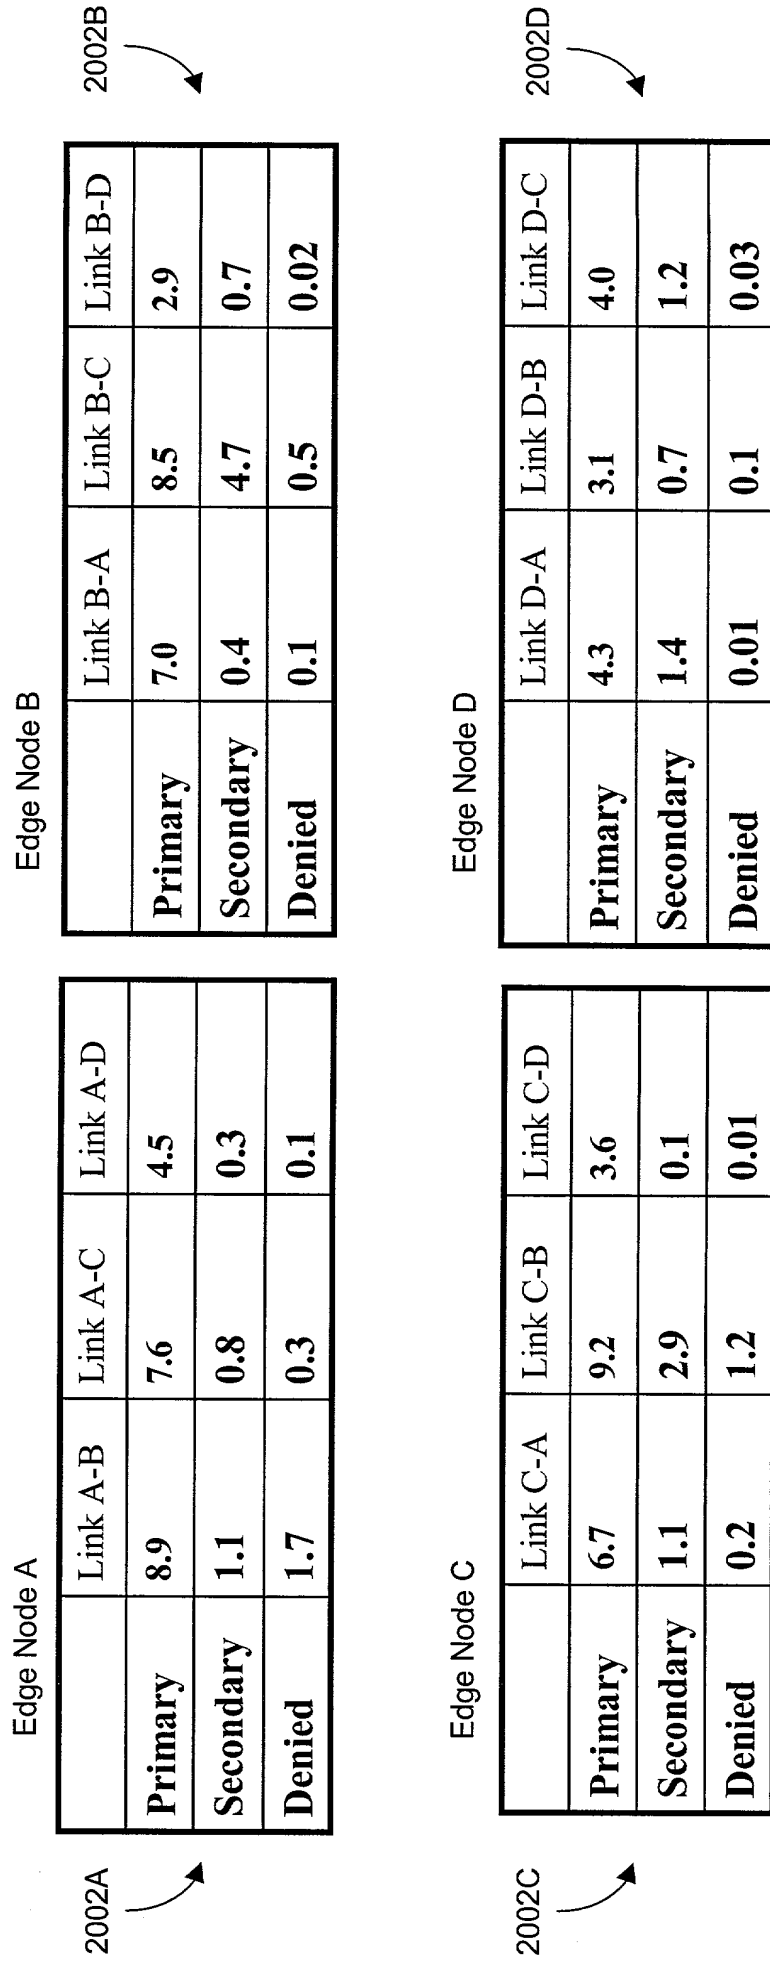 Edge Node A
2002A
Link A-B Link A-C Link A-D
Primary 8.9 7.6 4.5
Secondary 1.1 0.8 0.3
Denied 1.7 0.3 0.1
Edge Node B
2002B
Link B-A Link B-C Link B-D
Primary 7.0 8.5 2.9
Secondary 0.4 4.7 0.7
Denied 0.1 0.5 0.02
Edge Node C
2002C
Link C-A Link C-B Link C-D
Primary 6.7 9.2 3.6
Secondary 1.1 2.9 0.1
Denied 0.2 1.2 0.01
Edge Node D
2002D
Link D-A Link D-B Link D-C
Primary 4.3 3.1 4.0
Secondary 1.4 0.7 1.2
Denied 0.01 0.1 0.03